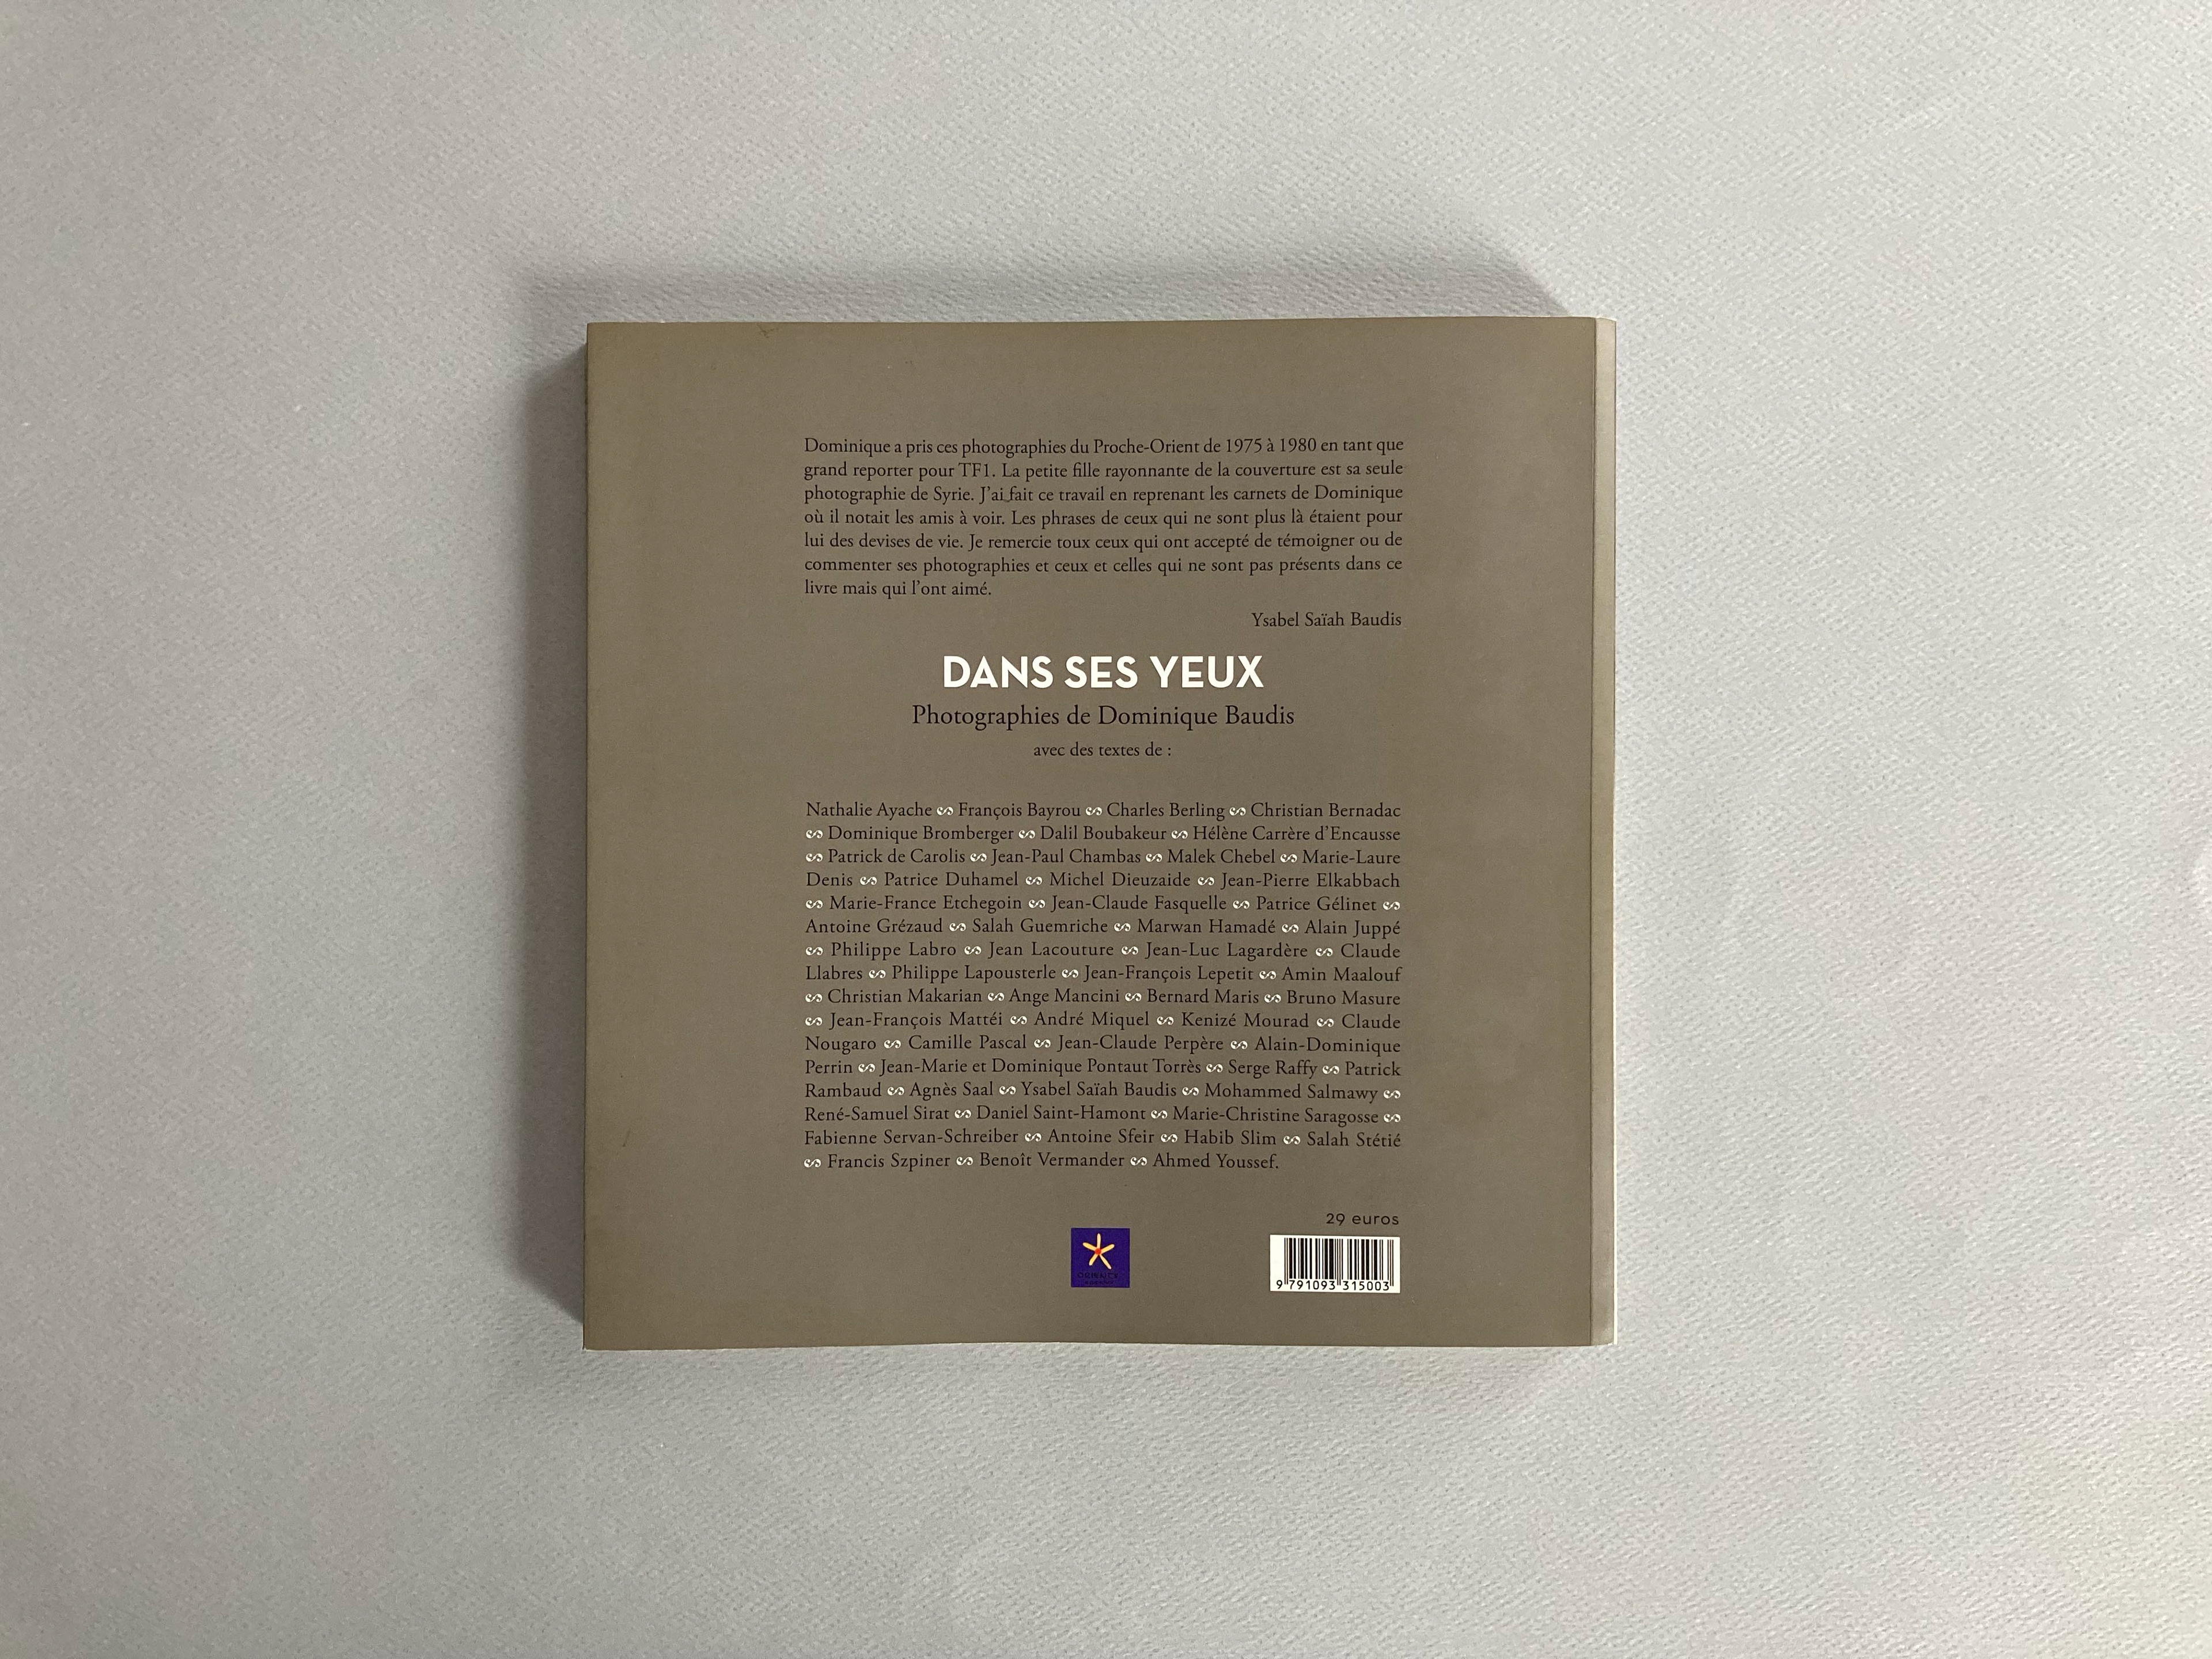 Dominique a pris ces photographies du Proche-Orient de 1975 à 1980 en tant que
grand reporter pour TF1. La petite fille rayonnante de la couverture est sa seule
photographie de Syrie. J'ai fait ce travail en reprenant les carnets de Dominique
où il notait les amis à voir. Les phrases de ceux qui ne sont plus là étaient pour
lui des devises de vie. Je remercie toux ceux qui ont accepté de témoigner ou de
commenter ses photographies et ceux et celles qui ne sont pas présents dans ce
livre mais qui l'ont aimé.
Ysabel Saïah Baudis
DANS SES YEUX
Photographies de Dominique Baudis
avec des textes de :
Nathalie Ayache ∾ François Bayrou ∾ Charles Berling ∾ Christian Bernadac
∾ Dominique Bromberger ∾ Dalil Boubakeur ∾ Hélène Carrère d'Encausse
∾ Patrick de Carolis ∾ Jean-Paul Chambas ∾ Malek Chebel ∾ Marie-Laure
Denis ∾ Patrice Duhamel ∾ Michel Dieuzaide ∾ Jean-Pierre Elkabbach
∾ Marie-France Etchegoin ∾ Jean-Claude Fasquelle ∾ Patrice Gélinet ∾
Antoine Grézaud ∾ Salah Guemriche ∾ Marwan Hamadé ∾ Alain Juppé
∾ Philippe Labro ∾ Jean Lacouture ∾ Jean-Luc Lagardère ∾ Claude
Llabres ∾ Philippe Lapousterle ∾ Jean-François Lepetit ∾ Amin Maalouf
∾ Christian Makarian ∾ Ange Mancini ∾ Bernard Maris ∾ Bruno Masure
∾ Jean-François Mattéi ∾ André Miquel ∾ Kenizé Mourad ∾ Claude
Nougaro ∾ Camille Pascal ∾ Jean-Claude Perpère ∾ Alain-Dominique
Perrin ∾ Jean-Marie et Dominique Pontaut Torrès ∾ Serge Raffy ∾ Patrick
Rambaud ∾ Agnès Saal ∾ Ysabel Saïah Baudis ∾ Mohammed Salmawy ∾
René-Samuel Sirat ∾ Daniel Saint-Hamont ∾ Marie-Christine Saragosse ∾
Fabienne Servan-Schreiber ∾ Antoine Sfeir ∾ Habib Slim ∾ Salah Stétié
∾ Francis Szpiner ∾ Benoît Vermander ∾ Ahmed Youssef.
29 euros
9 791093 315003